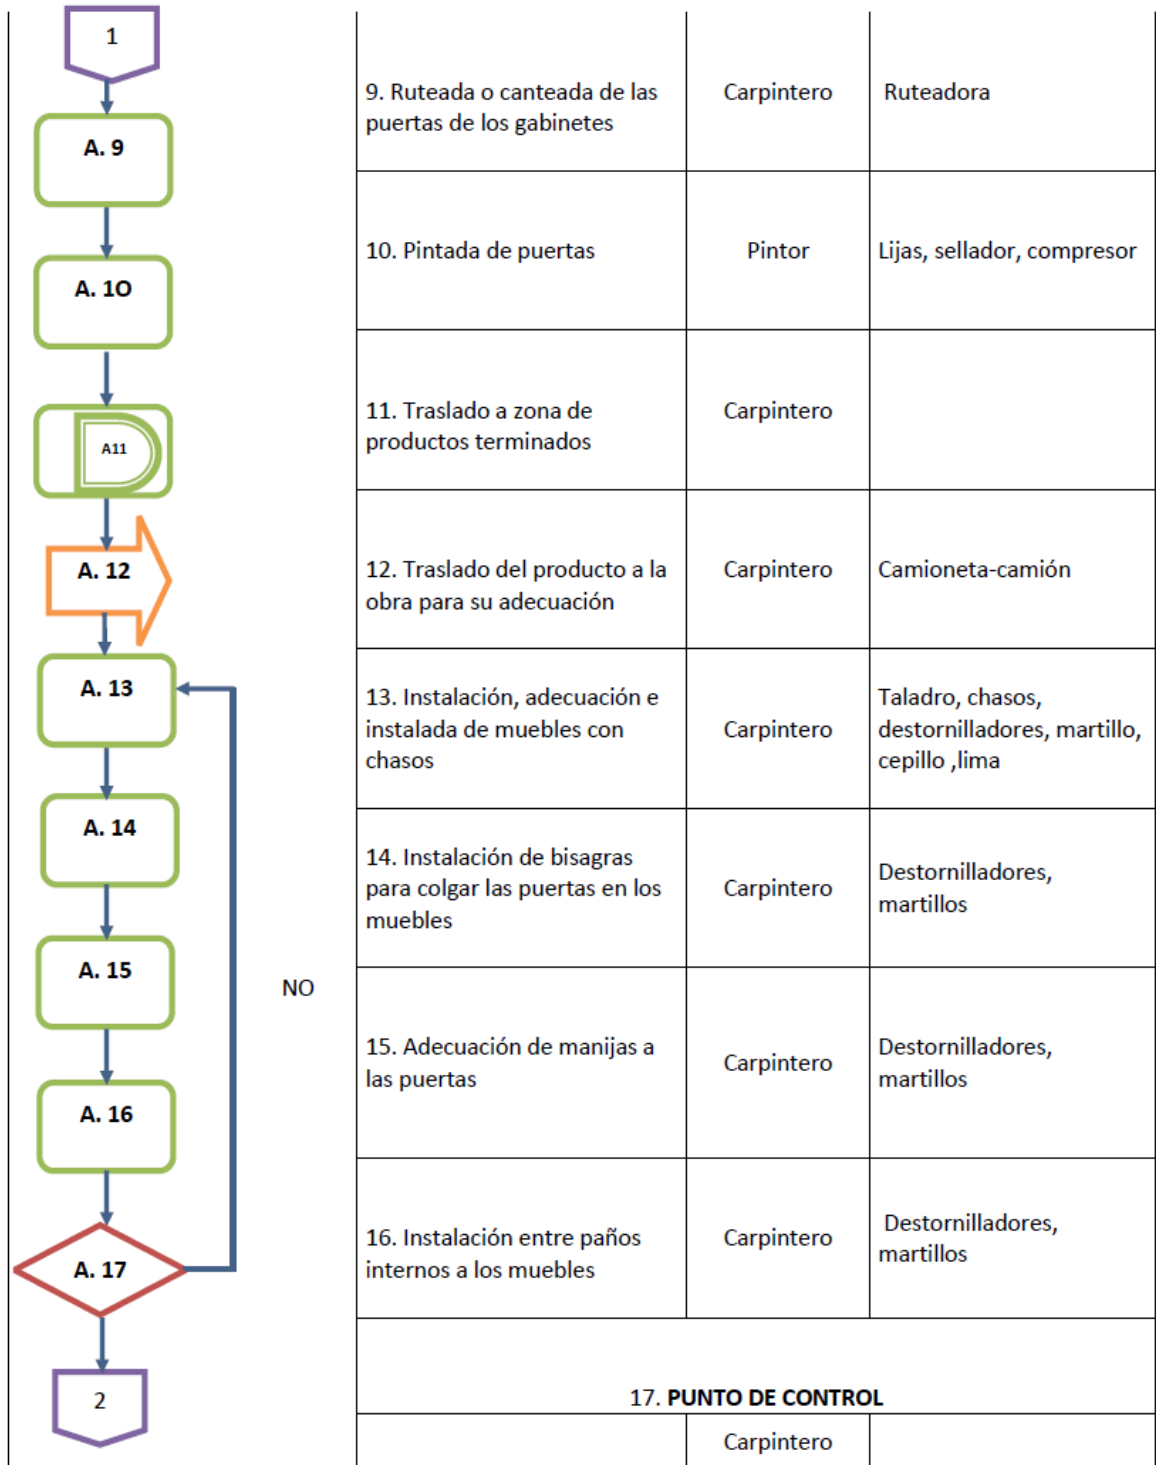 1
9. Ruteada o canteada de las
puertas de los gabinetes
Carpintero
Ruteadora
A. 9
10. Pintada de puertas
Pintor
Lijas, sellador, compresor
A. 1O
11. Traslado a zona de
productos terminados
Carpintero
A11
12. Traslado del producto a la
obra para su adecuación
Carpintero
Camioneta-camión
A. 12
13. Instalación, adecuación e
instalada de muebles con
chasos
Carpintero
Taladro, chasos,
destornilladores, martillo,
cepillo ,lima
A. 13
14. Instalación de bisagras
para colgar las puertas en los
muebles
Carpintero
Destornilladores,
martillos
A. 14
A. 15
NO
15. Adecuación de manijas a
las puertas
Carpintero
Destornilladores,
martillos
A. 16
16. Instalación entre paños
internos a los muebles
Carpintero
Destornilladores,
martillos
A. 17
17. PUNTO DE CONTROL
2
Carpintero